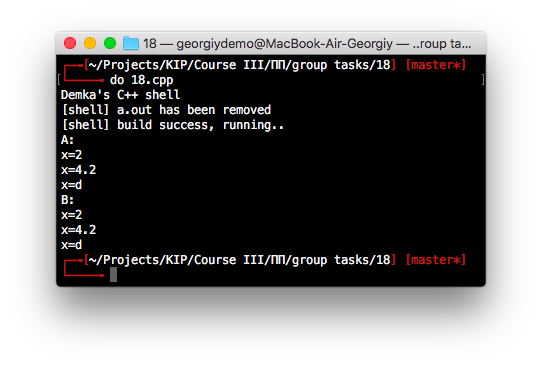 18 — georgiydemo@MacBook-Air-Georgiy — ..roup ta...
[~/Projects/KIP/Course III/ПП/group tasks/18] [master*]
do 18.cpp
Demka's C++ shell
[shell] a.out has been removed
[shell] build success, running..
A:
x=2
x=4.2
x=d
B:
x=2
x=4.2
x=d
[~/Projects/KIP/Course III/ПП/group tasks/18] [master*]